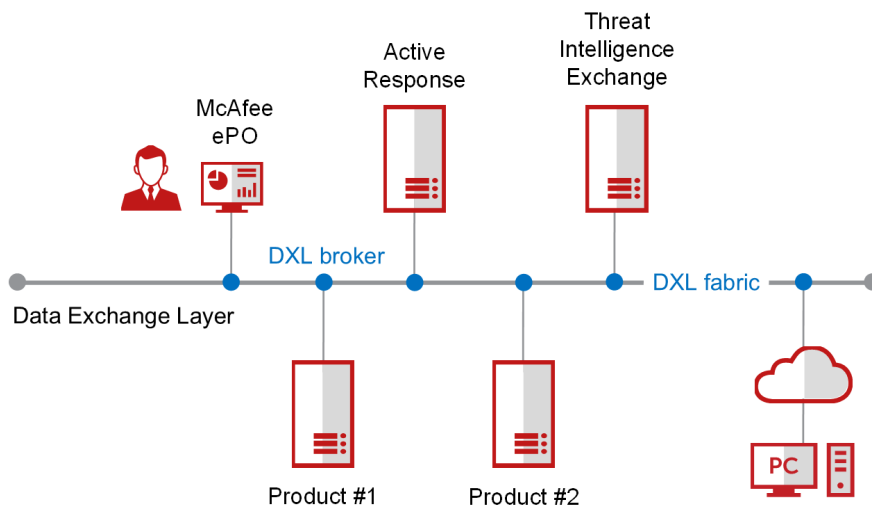 Threat
Intelligence
Exchange
Active
Response
McAfee
ePO
DXL broker
DXL fabric
Data Exchange Layer
PC
Product #1
Product #2